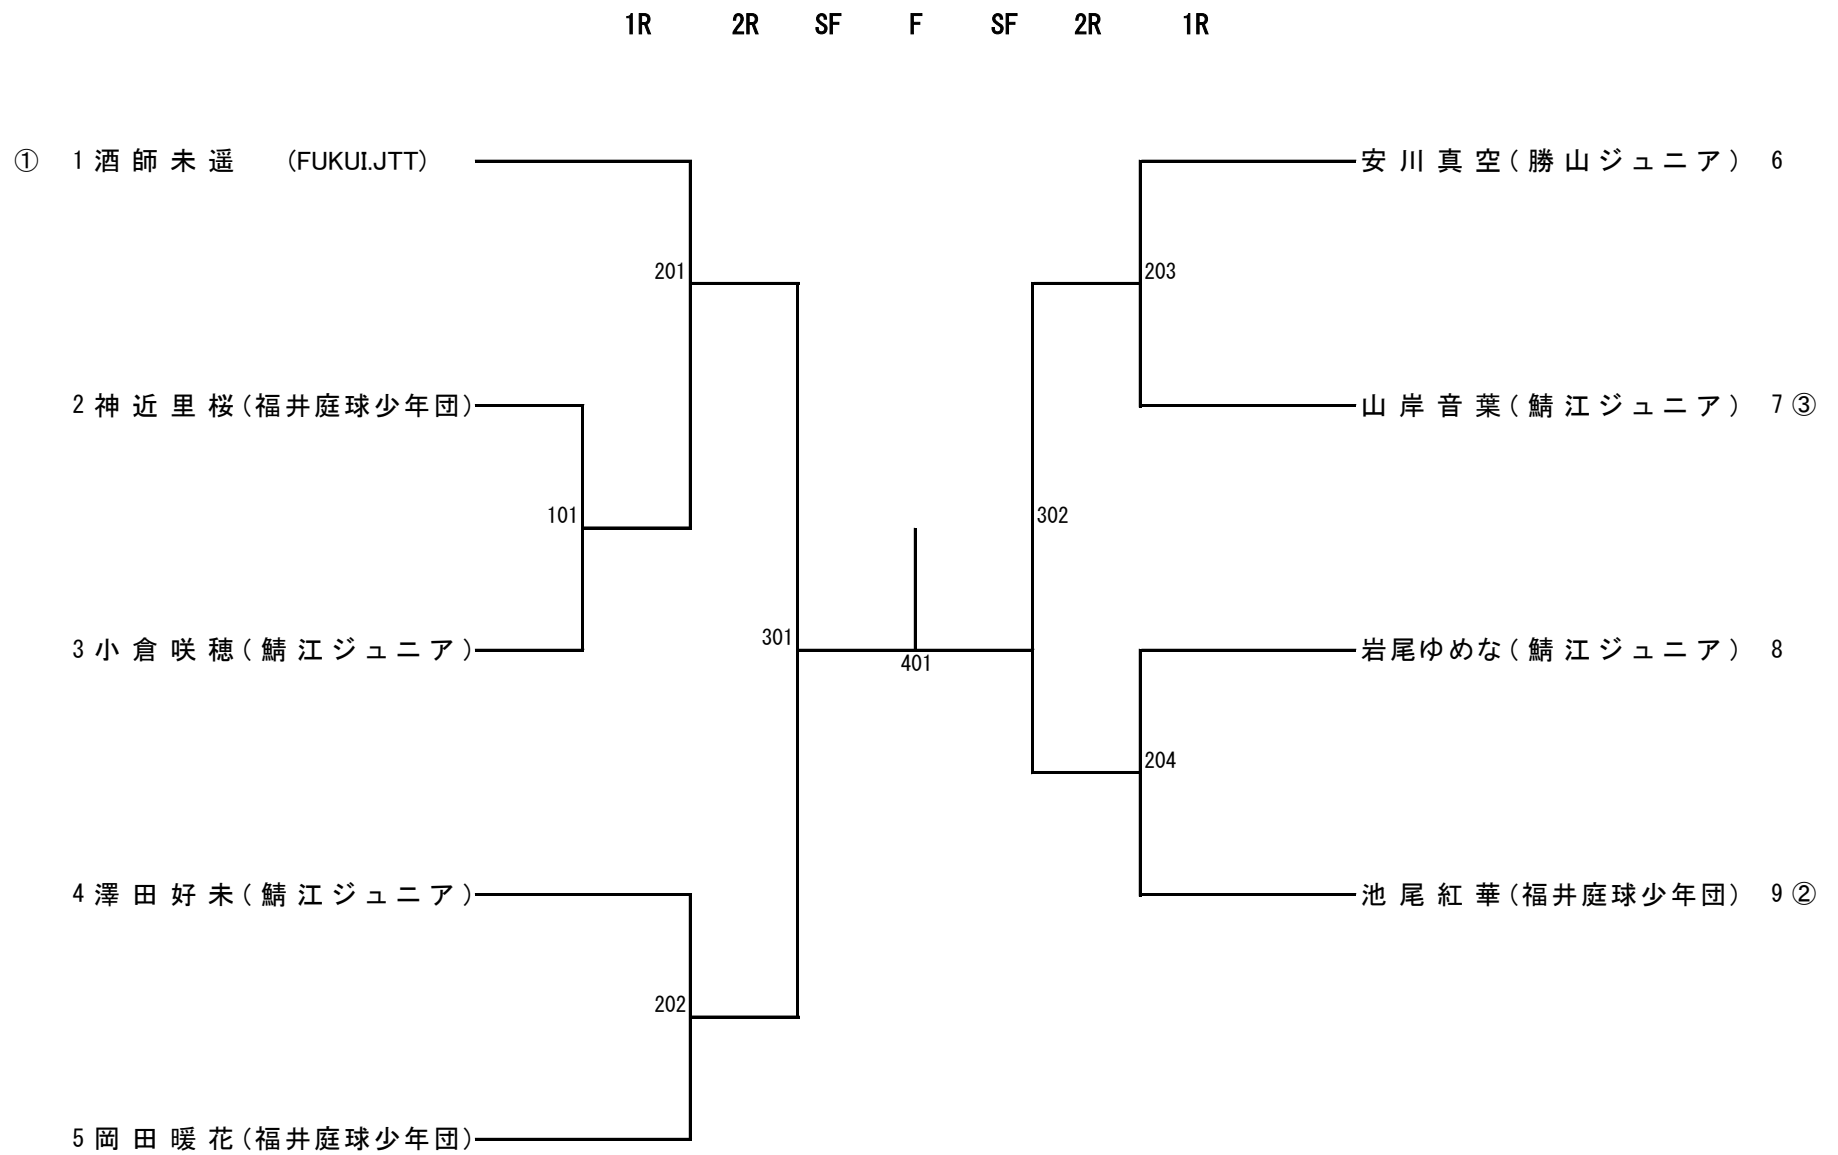 1R 2R SF F SF 2R 1R
① 1 酒師未遥 (FUKUI.JTT) 安川真空(勝山ジュニア) 6
201 203
2 神近里桜(福井庭球少年団) 山岸音葉(鯖江ジュニア) 7 ③
101 302
301
3 小倉咲穂(鯖江ジュニア) 岩尾ゆめな(鯖江ジュニア) 8
401
204
4 澤田好未(鯖江ジュニア) 池尾紅華(福井庭球少年団) 9 ②
202
5 岡田暖花(福井庭球少年団)